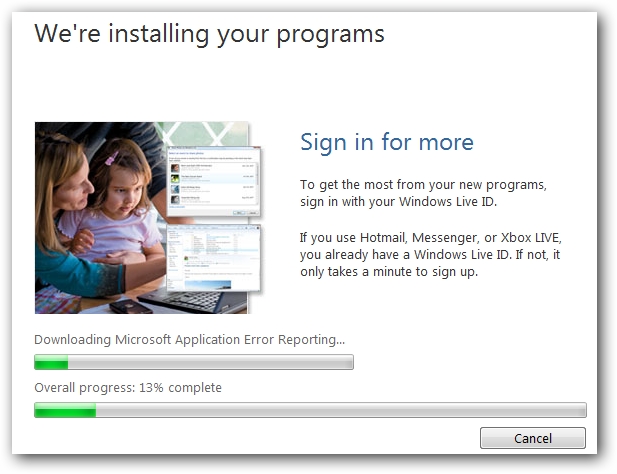 We're installing your programs
Sign in for more
To get the most from your new programs,
sign in with your Windows Live ID.
If you use Hotmail, Messenger, or Xbox LIVE,
you already have a Windows Live ID. If not, it
only takes a minute to sign up.
Downloading Microsoft Application Error Reporting...
Overall progress: 13% complete
Cancel